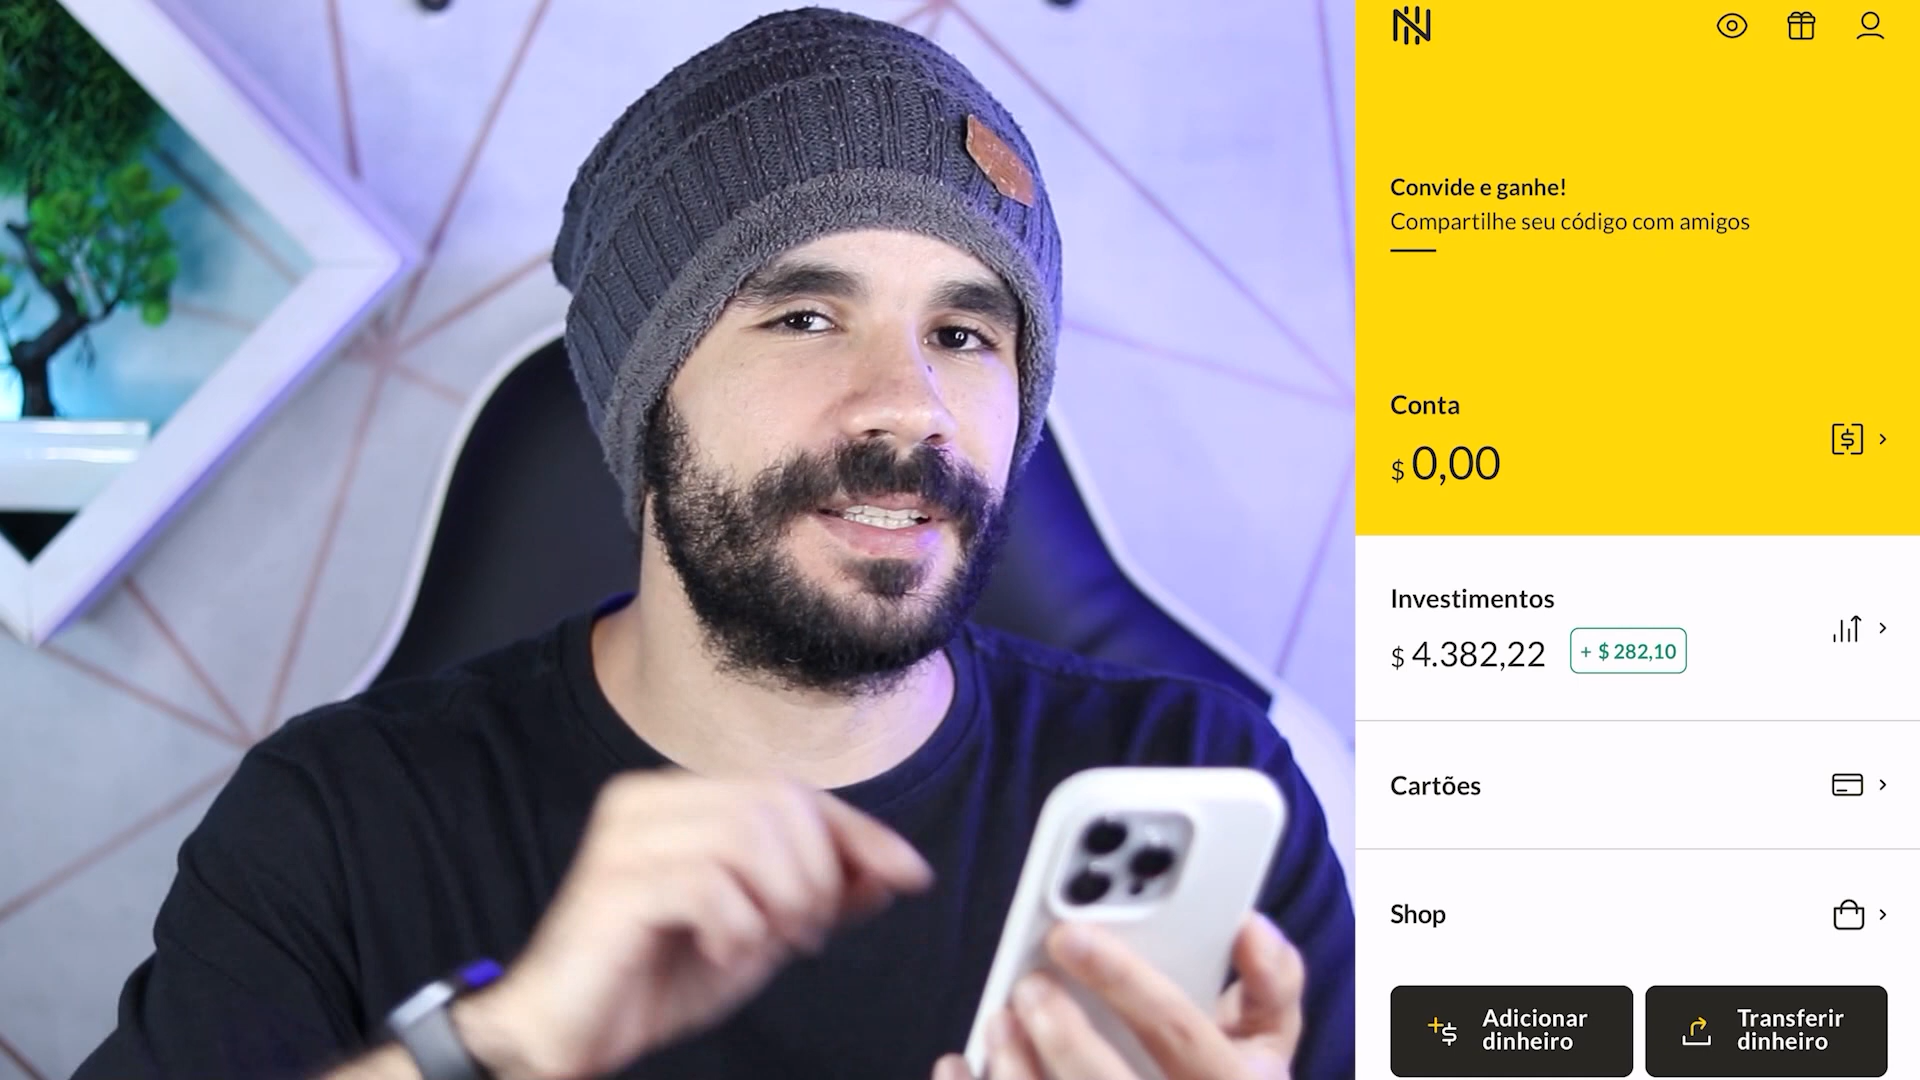 Convide e ganhe!
Compartilhe seu código com amigos
Conta
$ 0,00
Investimentos
$ 4.382,22
+ $ 282,10
Cartões
Shop
Adicionar
dinheiro
Transferir
dinheiro